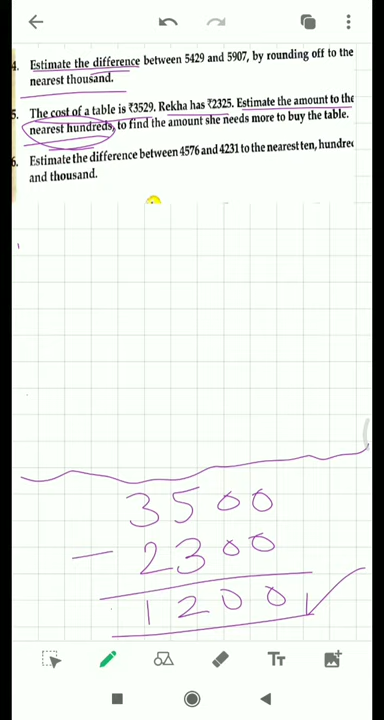 4. Estimate the difference between 5429 and 5907, by rounding off to the
nearest thousand.
5. The cost of a table is ₹3529. Rekha has ₹2325. Estimate the amount to the
nearest hundreds, to find the amount she needs more to buy the table.
6. Estimate the difference between 4576 and 4231 to the nearest ten, hundred
and thousand.
3500
- 2300
1200
TT